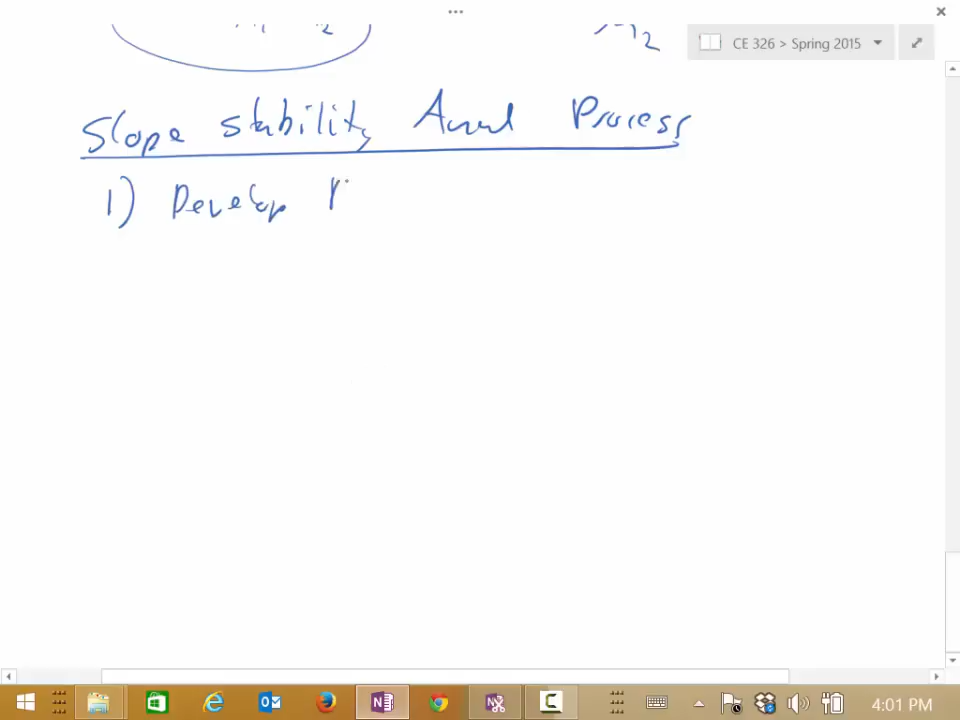 CE 326 > Spring 2015
Slope stability Anal Process
1) Develop
4:01 PM